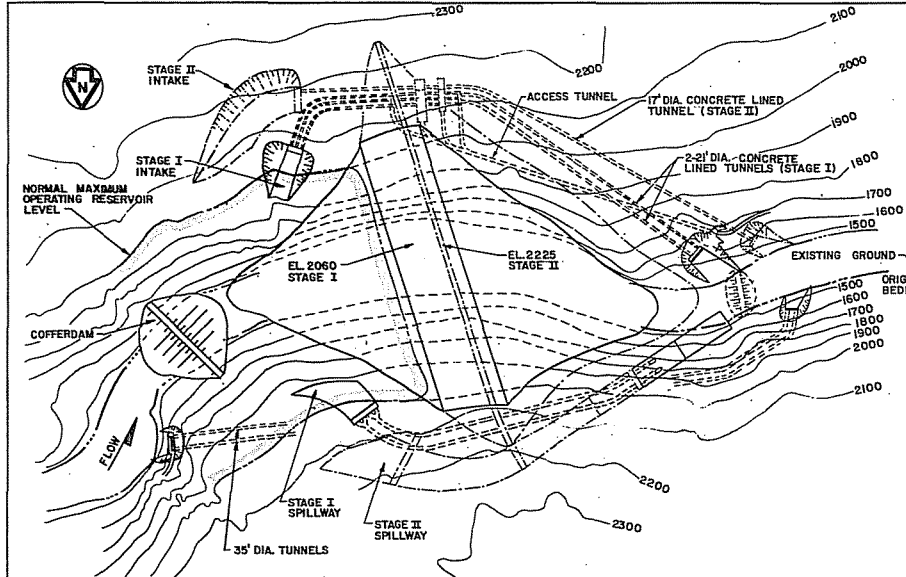 2300
2100
2200
2000
STAGE II
INTAKE
N
ACCESS TUNNEL
17' DIA. CONCRETE LINED
TUNNEL (STAGE II)
1900
STAGE I
INTAKE
2-21' DIA. CONCRETE
LINED TUNNELS (STAGE I)
1800
NORMAL MAXIMUM
OPERATING RESERVOIR
LEVEL
1700
1600
1500
EL. 2060
STAGE I
EL. 2225
STAGE II
EXISTING GROUND
ORIG
BED
1500
1600
1700
1800
1900
2000
COFFERDAM
2100
FLOW
STAGE I
SPILLWAY
STAGE II
SPILLWAY
2200
2300
35' DIA. TUNNELS